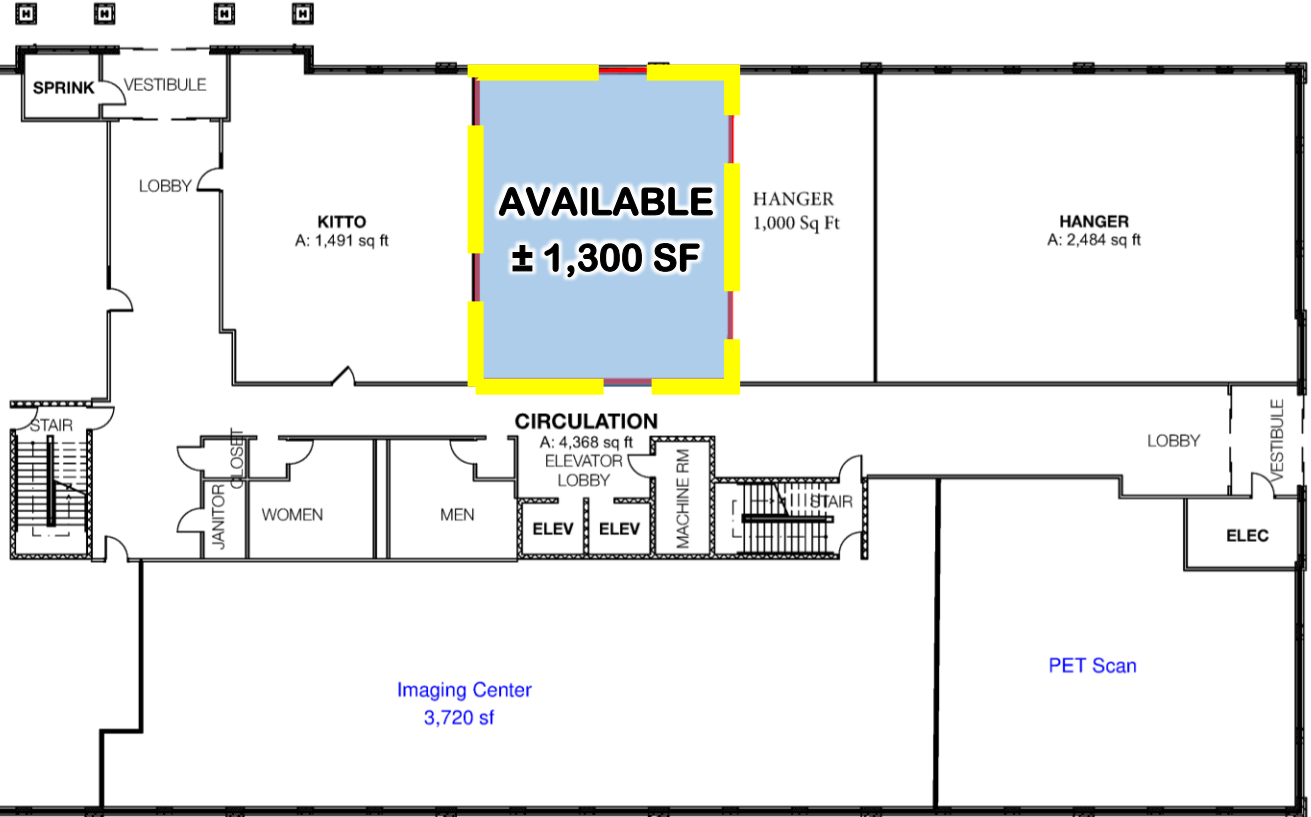 H
H
H
H
SPRINK
VESTIBULE
LOBBY
KITTO
A: 1,491 sq ft
AVAILABLE
± 1,300 SF
HANGER
1,000 Sq Ft
HANGER
A: 2,484 sq ft
STAIR
CLOSET
JANITOR
WOMEN
MEN
CIRCULATION
A: 4,368 sq ft
ELEVATOR
LOBBY
ELEV
ELEV
MACHINE RM
STAIR
LOBBY
VESTIBULE
ELEC
Imaging Center
3,720 sf
PET Scan